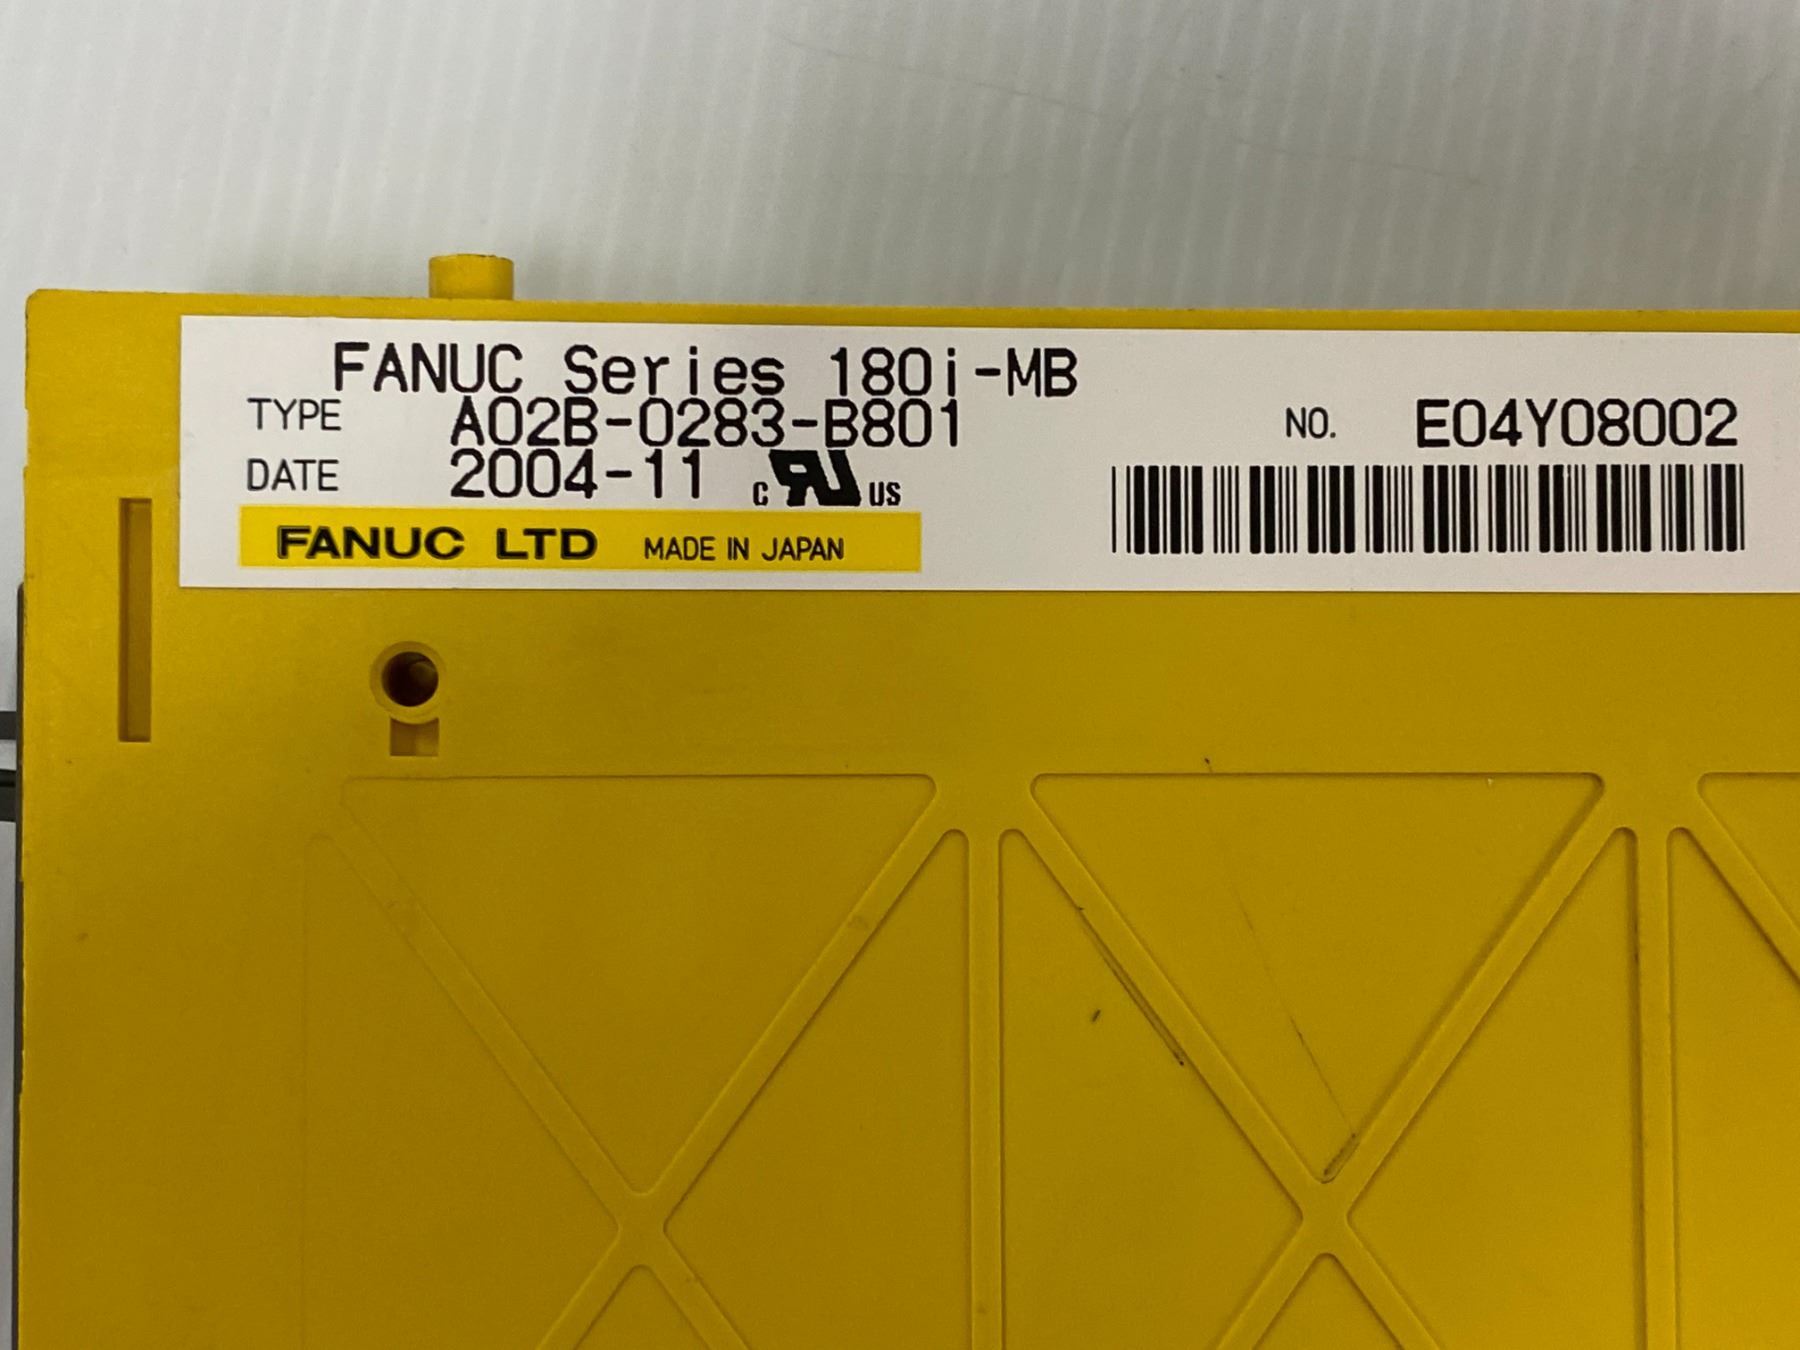 FANUC Series 180i-MB
TYPE A02B-0283-B801
NO. E04Y08002
DATE 2004-11 c RU US
FANUC LTD MADE IN JAPAN